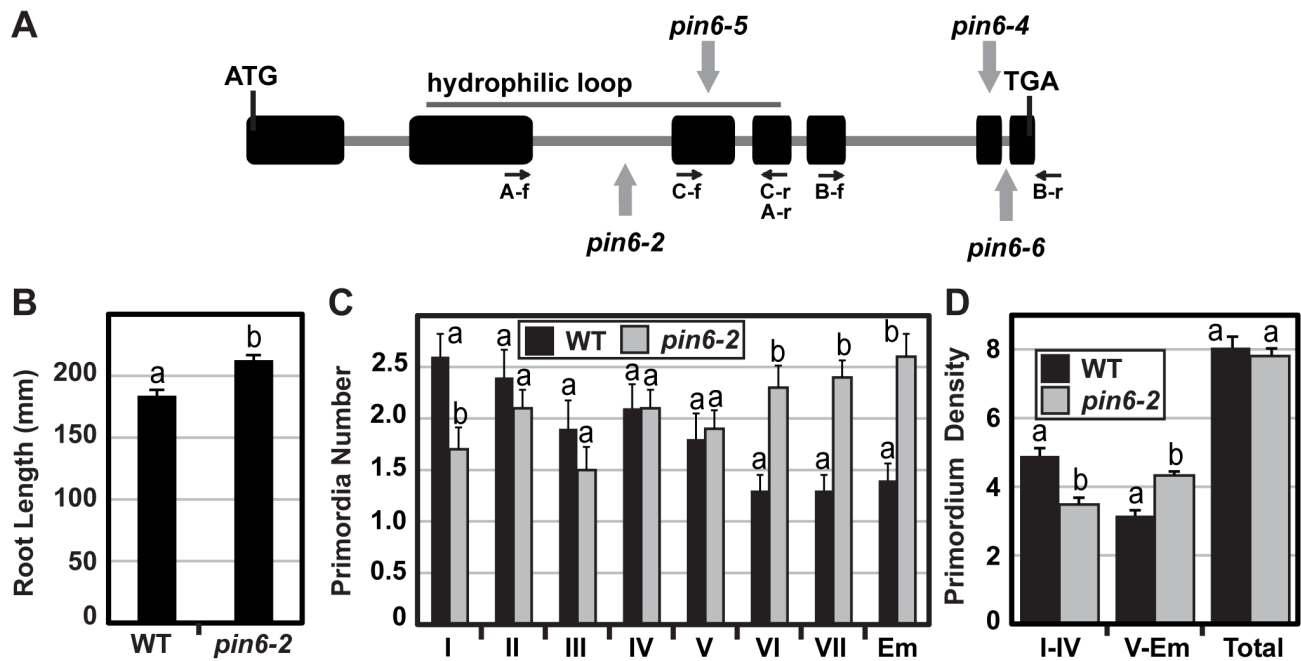 A
pin6-5
pin6-4
ATG
hydrophilic loop
TGA
A-f
C-f
C-r
A-r
B-f
B-r
pin6-2
pin6-6
B
Root Length (mm)
200
150
100
50
0
a
b
WT
pin6-2
C
Primordia Number
2.5
2.0
1.5
1.0
0.5
0
WT
pin6-2
a b
a a
a a
a a
a a
a b
a b
a b
I II III IV V VI VII Em
D
Primordium Density
8
6
4
2
0
WT
pin6-2
a b
a b
a a
I-IV V-Em Total